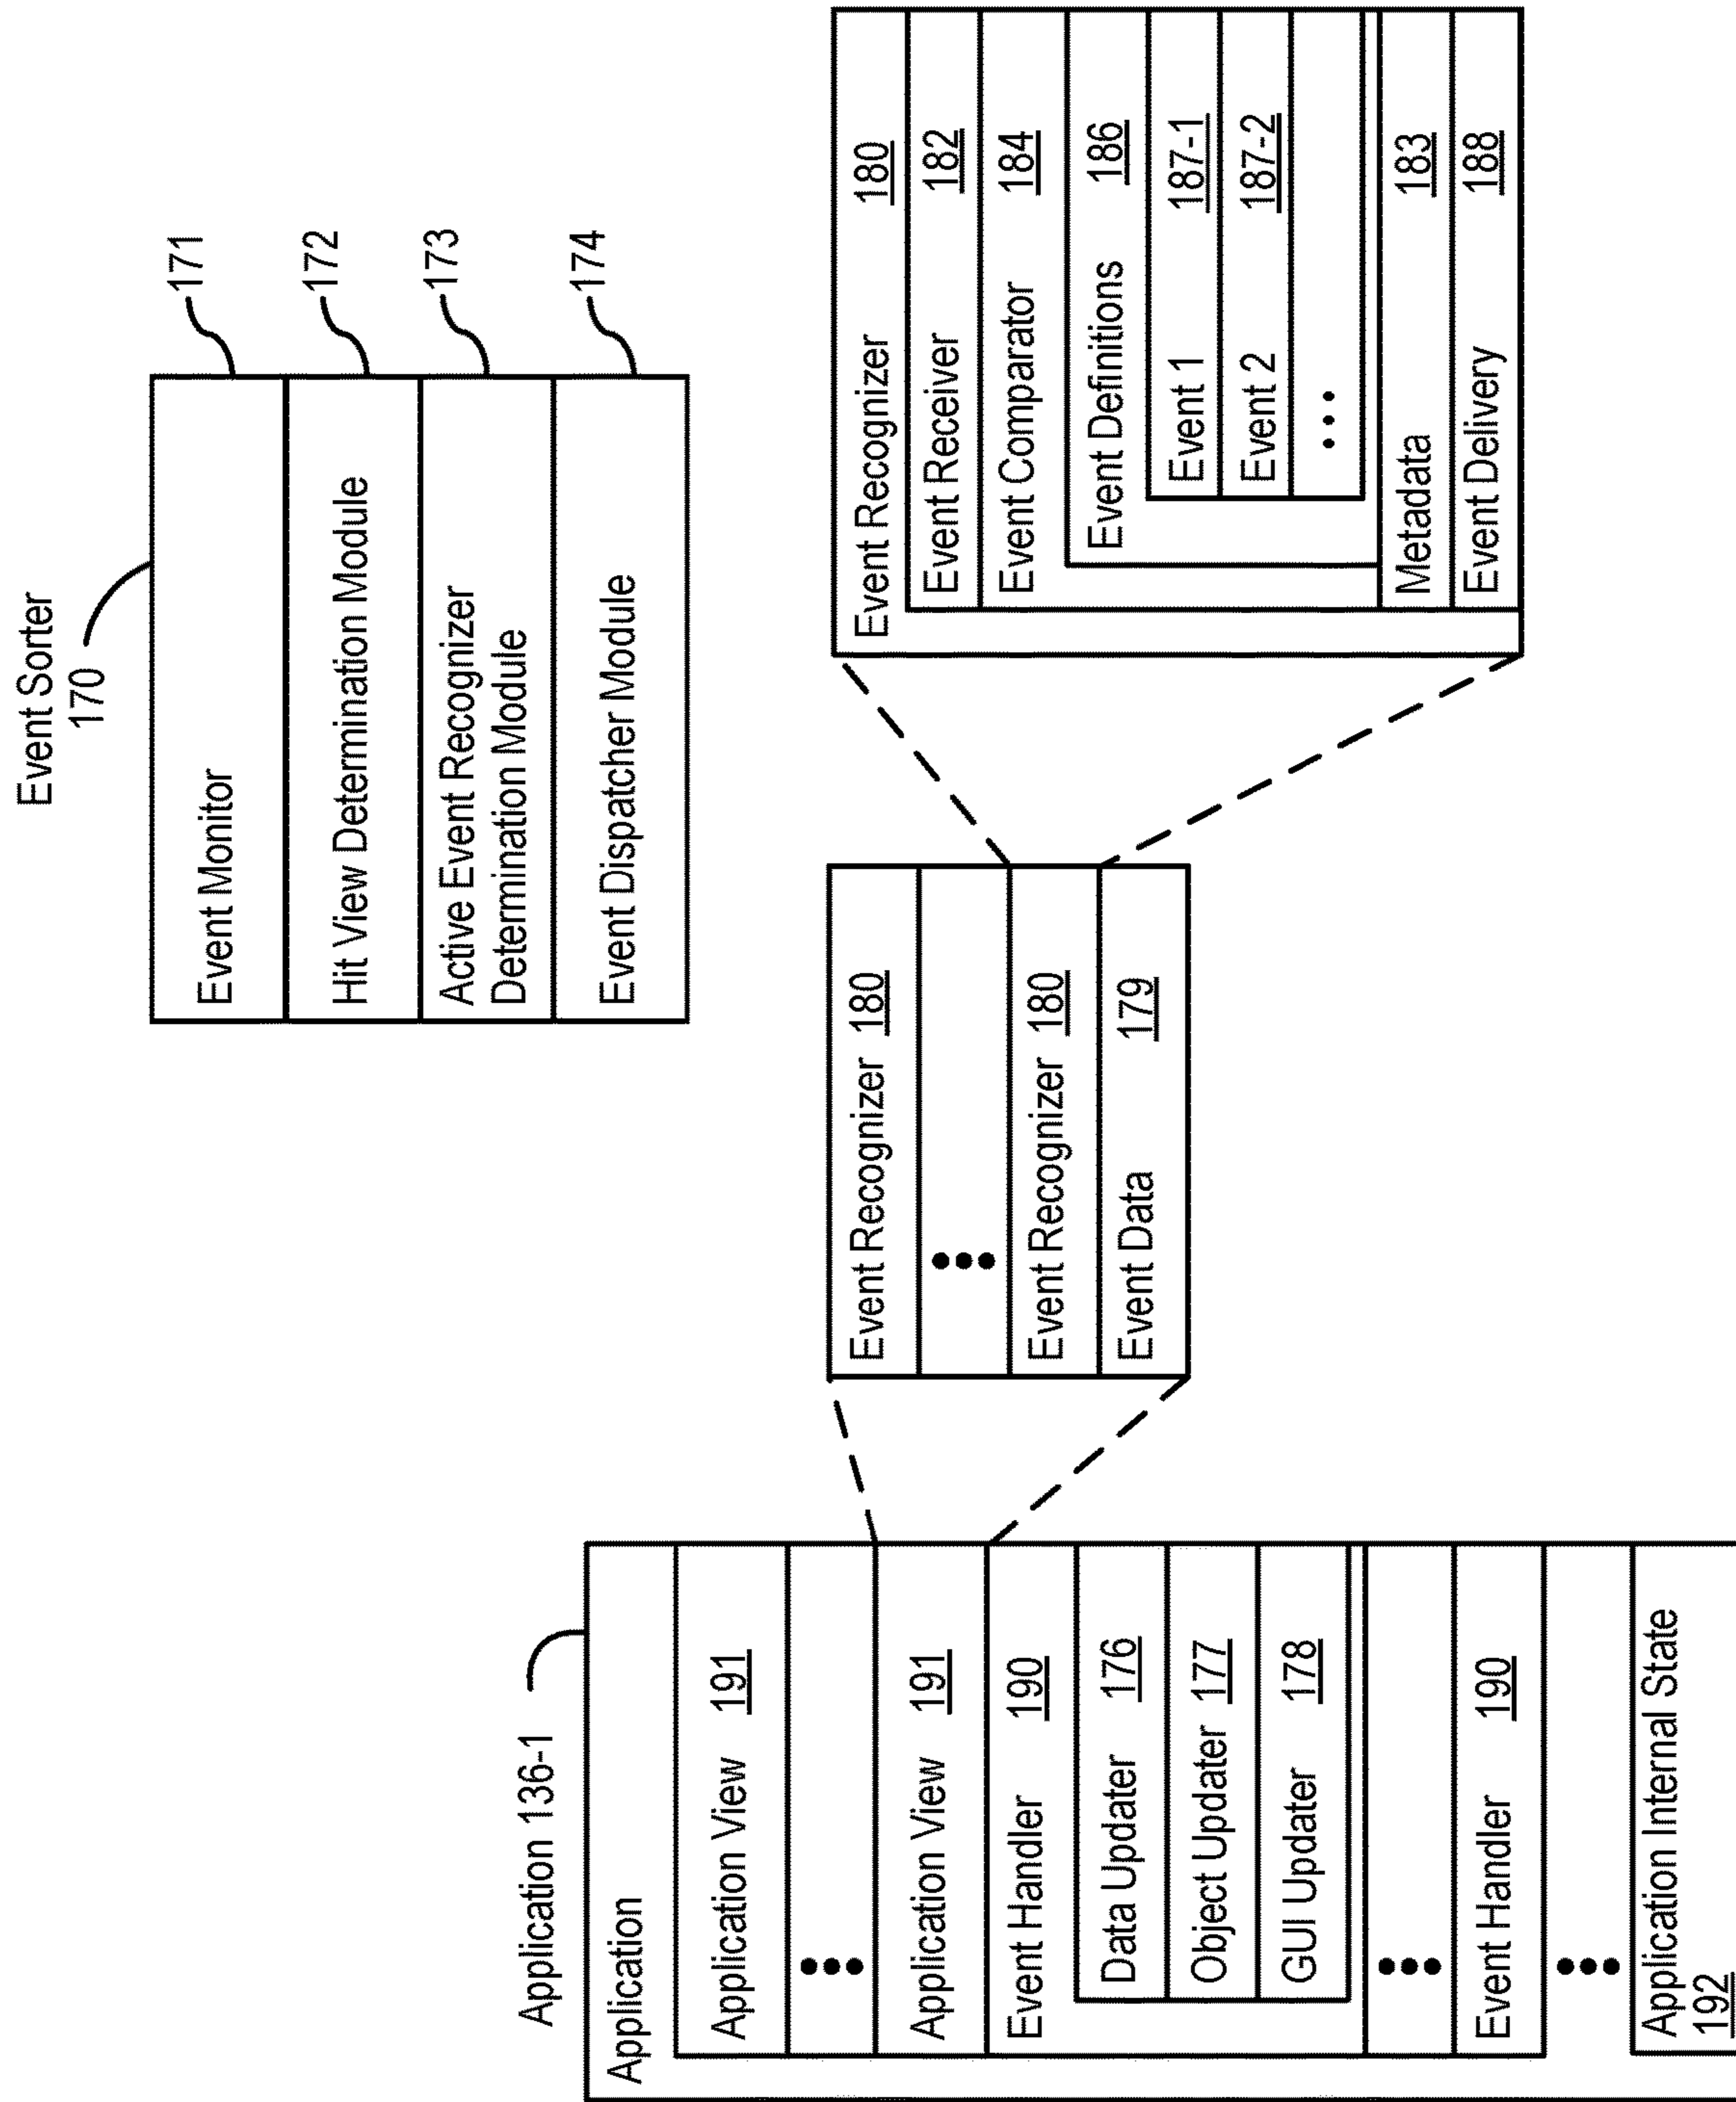 Event Sorter
170
Event Monitor
171
Hit View Determination Module
172
Active Event Recognizer
Determination Module
173
Event Dispatcher Module
174
Application 136-1
Application
Application View 191
•••
Application View 191
Event Handler 190
Data Updater 176
Object Updater 177
GUI Updater 178
•••
Event Handler 190
•••
Application Internal State
192
Event Recognizer 180
•••
Event Recognizer 180
Event Data 179
Event Recognizer 180
Event Receiver 182
Event Comparator 184
Event Definitions 186
Event 1 187-1
Event 2 187-2
•••
Metadata 183
Event Delivery 188